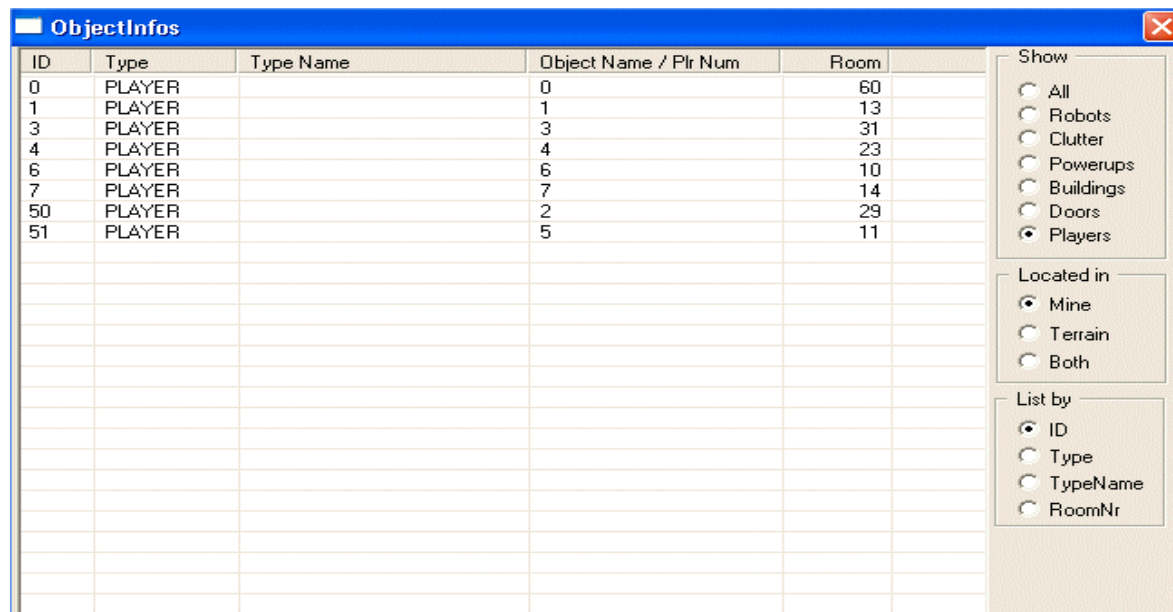 ObjectInfos
ID Type Type Name Object Name / Plr Num Room
0 PLAYER 0 60
1 PLAYER 1 13
3 PLAYER 3 31
4 PLAYER 4 23
6 PLAYER 6 10
7 PLAYER 7 14
50 PLAYER 2 29
51 PLAYER 5 11
Show
All
Robots
Clutter
Powerups
Buildings
Doors
Players
Located in
Mine
Terrain
Both
List by
ID
Type
TypeName
RoomNr